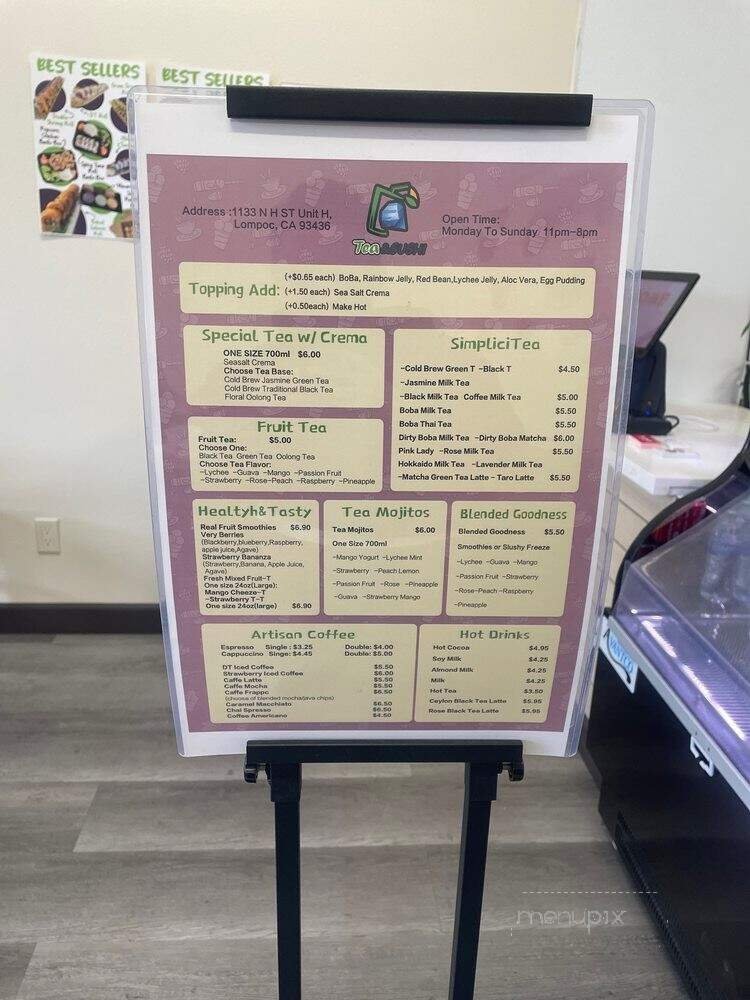 BEST SELLERS
BEST SELLERS
Address :1133 N H ST Unit H,
Lompoc, CA 93436
Tea&SUSHI
Open Time:
Monday To Sunday 11pm-8pm
Topping Add:
(+$0.65 each) BoBa, Rainbow Jelly, Red Bean,Lychee Jelly, Aloc Vera, Egg Pudding
(+1.50 each) Sea Salt Crema
(+0.50each) Make Hot
Special Tea w/ Crema
ONE SIZE 700ml $6.00
Seasalt Crema
Choose Tea Base:
Cold Brew Jasmine Green Tea
Cold Brew Traditional Black Tea
Floral Oolong Tea
Fruit Tea
Fruit Tea: $5.00
Choose One:
Black Tea Green Tea Oolong Tea
Choose Tea Flavor:
-Lychee -Guava -Mango -Passion Fruit
-Strawberry -Rose-Peach -Raspberry -Pineapple
SimpliciTea
-Cold Brew Green T -Black T $4.50
-Jasmine Milk Tea
-Black Milk Tea Coffee Milk Tea $5.00
Boba Milk Tea $5.50
Boba Thai Tea $5.50
Dirty Boba Milk Tea -Dirty Boba Matcha $6.00
Pink Lady -Rose Milk Tea $5.50
Hokkaido Milk Tea -Lavender Milk Tea
-Matcha Green Tea Latte - Taro Latte $5.50
Healtyh&Tasty
Real Fruit Smoothies $6.90
Very Berries
(Blackberry,blueberry,Raspberry,
apple juice,Agave)
Strawberry Bananza
(Strawberry,Banana, Apple Juice,
Agave)
Fresh Mixed Fruit-T
One size 24oz(Large):
Mango Cheeze-T
-Strawberry T-T
One size 24oz(large) $6.90
Tea Mojitos
Tea Mojitos $6.00
One Size 700ml
-Mango Yogurt -Lychee Mint
-Strawberry -Peach Lemon
-Passion Fruit -Rose -Pineapple
-Guava -Strawberry Mango
Blended Goodness
Blended Goodness $5.50
Smoothies or Slushy Freeze
-Lychee -Guava -Mango
-Passion Fruit -Strawberry
-Rose-Peach -Raspberry
-Pineapple
Artisan Coffee
Espresso Single : $3.25 Double: $4.00
Cappuccino Singe: $4.45 Double: $5.00
DT Iced Coffee $5.50
Strawberry Iced Coffee $6.00
Caffe Latte $5.50
Caffe Mocha $5.50
Caffe Frappc $6.50
(choose of blended mocha/java chips)
Caramel Macchiato $6.50
Chai Spresso $6.50
Coffee Americano $4.50
Hot Drinks
Hot Cocoa $4.95
Soy Milk $4.25
Almond Milk $4.25
Milk $4.25
Hot Tea $3.50
Ceylon Black Tea Latte $5.95
Rose Black Tea Latte $5.95
AVANTCO
menupix